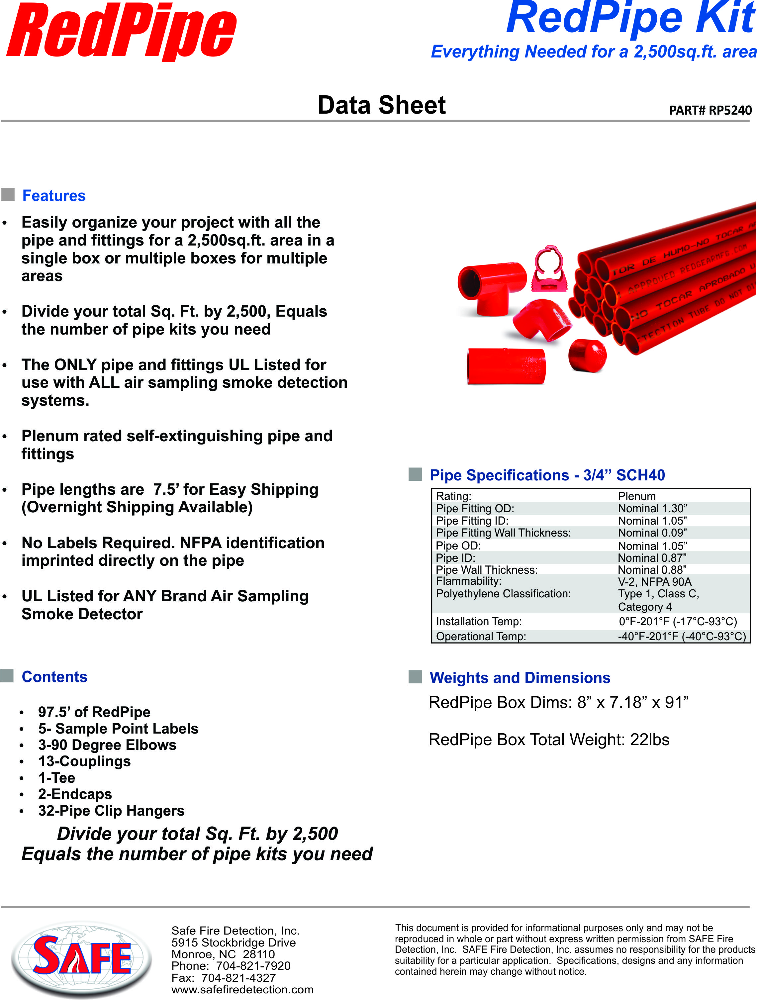 RedPipe
RedPipe Kit
Everything Needed for a 2,500sq.ft. area
Data Sheet
PART# RP5240
Features
• Easily organize your project with all the
pipe and fittings for a 2,500sq.ft. area in a
single box or multiple boxes for multiple
areas
• Divide your total Sq. Ft. by 2,500, Equals
the number of pipe kits you need
• The ONLY pipe and fittings UL Listed for
use with ALL air sampling smoke detection
systems.
• Plenum rated self-extinguishing pipe and
fittings
• Pipe lengths are 7.5’ for Easy Shipping
(Overnight Shipping Available)
• No Labels Required. NFPA identification
imprinted directly on the pipe
• UL Listed for ANY Brand Air Sampling
Smoke Detector
TOR DE HUMO-NO TOCAR
APPROVED REDGEARMFG.COM
NO TOCAR APROBADO
TECTION TUBE DO NOT
Pipe Specifications - 3/4” SCH40
Rating: Plenum
Pipe Fitting OD: Nominal 1.30”
Pipe Fitting ID: Nominal 1.05”
Pipe Fitting Wall Thickness: Nominal 0.09”
Pipe OD: Nominal 1.05”
Pipe ID: Nominal 0.87”
Pipe Wall Thickness: Nominal 0.88”
Flammability: V-2, NFPA 90A
Polyethylene Classification: Type 1, Class C,
Category 4
Installation Temp: 0°F-201°F (-17°C-93°C)
Operational Temp: -40°F-201°F (-40°C-93°C)
Contents
• 97.5’ of RedPipe
• 5- Sample Point Labels
• 3-90 Degree Elbows
• 13-Couplings
• 1-Tee
• 2-Endcaps
• 32-Pipe Clip Hangers
Divide your total Sq. Ft. by 2,500
Equals the number of pipe kits you need
Weights and Dimensions
RedPipe Box Dims: 8” x 7.18” x 91”
RedPipe Box Total Weight: 22lbs
SAFE
Safe Fire Detection, Inc.
5915 Stockbridge Drive
Monroe, NC 28110
Phone: 704-821-7920
Fax: 704-821-4327
www.safefiredetection.com
This document is provided for informational purposes only and may not be
reproduced in whole or part without express written permission from SAFE Fire
Detection, Inc. SAFE Fire Detection, Inc. assumes no responsibility for the products
suitability for a particular application. Specifications, designs and any information
contained herein may change without notice.